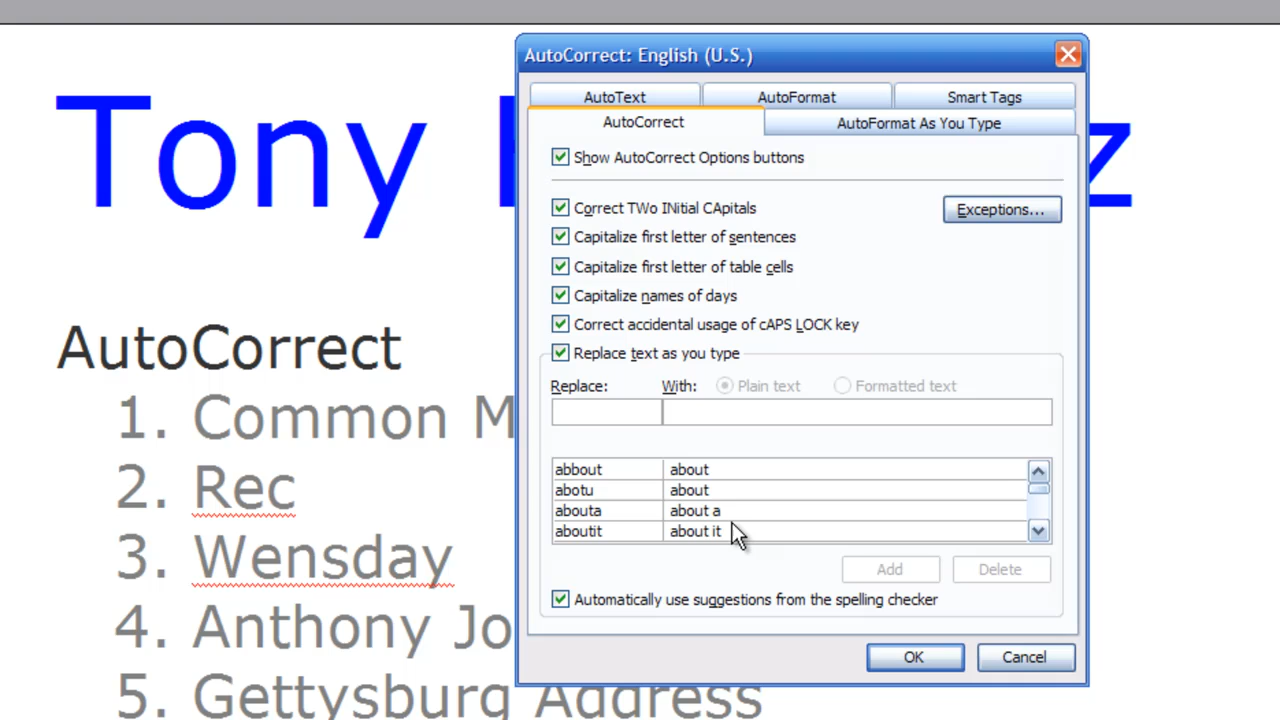 AutoCorrect: English (U.S.)
Tony
z
AutoText AutoFormat Smart Tags
AutoCorrect AutoFormat As You Type
Show AutoCorrect Options buttons
Correct TWo INitial CApitals Exceptions...
Capitalize first letter of sentences
Capitalize first letter of table cells
Capitalize names of days
Correct accidental usage of cAPS LOCK key
Replace text as you type
Replace: With: Plain text Formatted text
abbout about
abotu about
abouta about a
aboutit about it
Add Delete
Automatically use suggestions from the spelling checker
OK Cancel
AutoCorrect
1. Common M
2. Rec
3. Wensday
4. Anthony Jo
5. Gettysburg Address